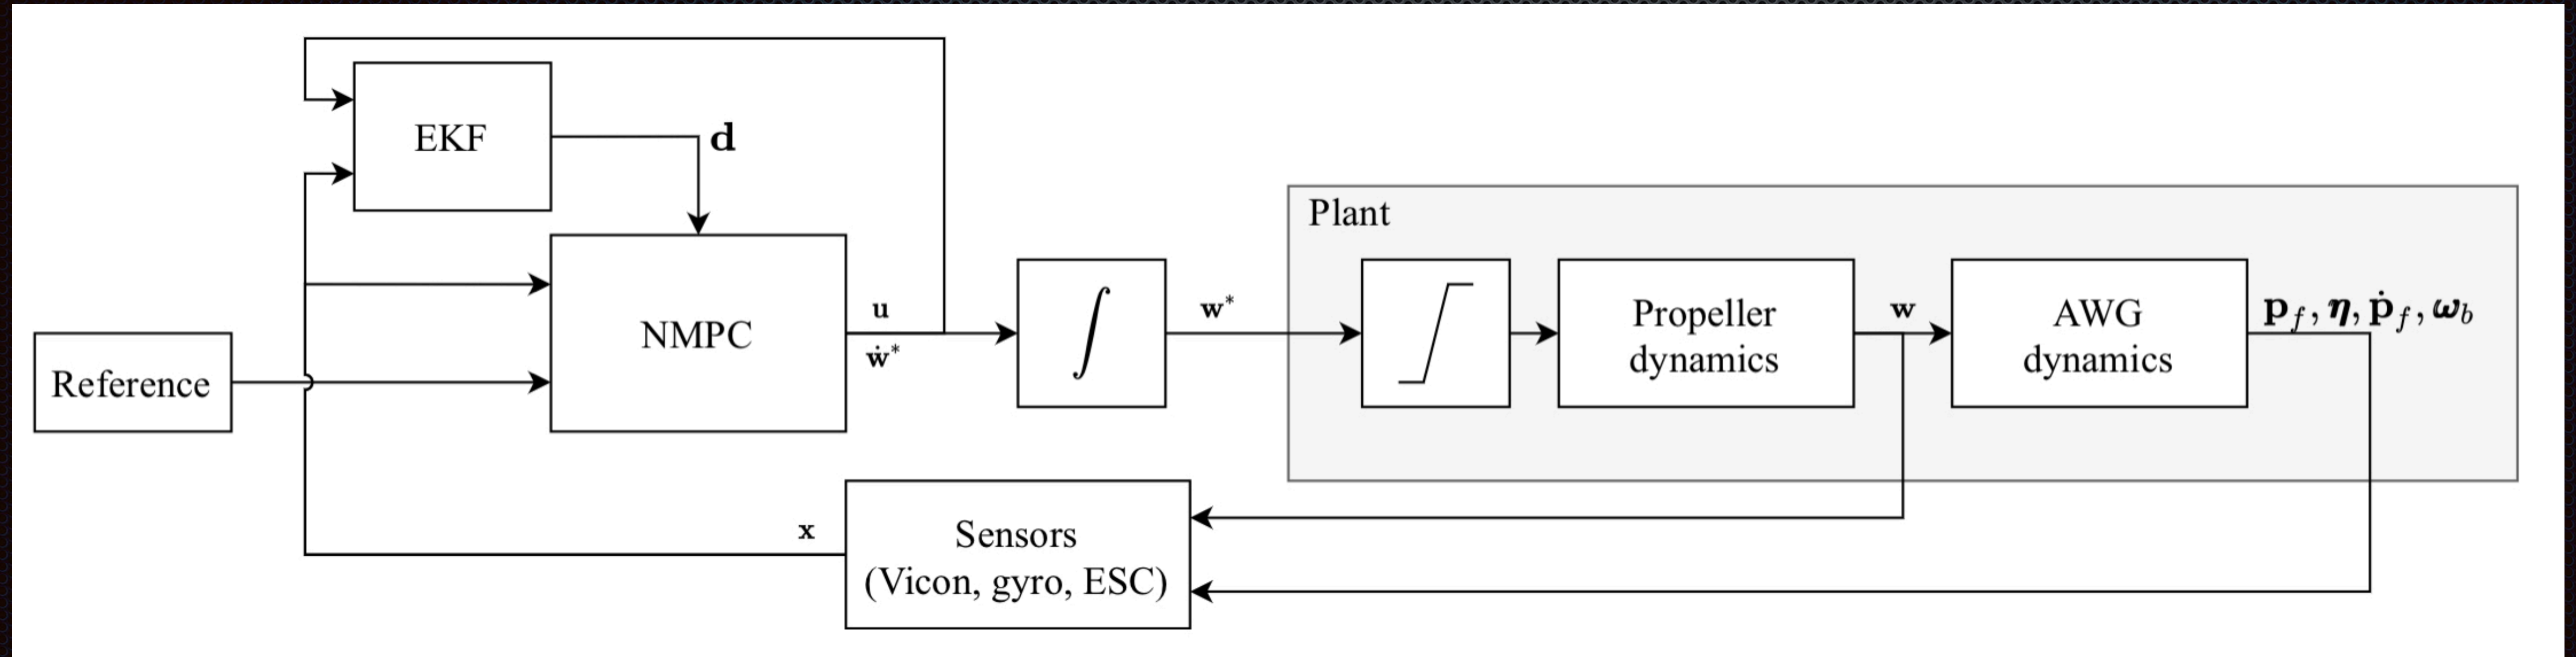 EKF
d
Plant
NMPC
u
ẇ*
∫
w*
Propeller
dynamics
w
AWG
dynamics
p_f, η, ṗ_f, ω_b
Reference
x
Sensors
(Vicon, gyro, ESC)